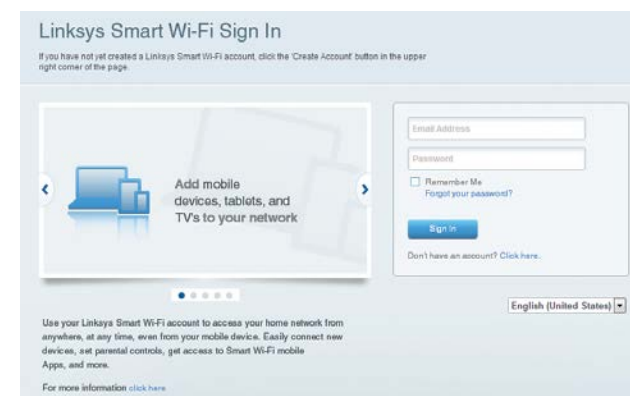 Linksys Smart Wi-Fi Sign In
If you have not yet created a Linksys Smart Wi-Fi account, click the 'Create Account' button in the upper
right corner of the page.
Add mobile
devices, tablets, and
TV's to your network
Email Address
Password
Remember Me
Forgot your password?
Sign In
Don't have an account? Click here.
English (United States)
Use your Linksys Smart Wi-Fi account to access your home network from
anywhere, at any time, even from your mobile device. Easily connect new
devices, set parental controls, get access to Smart Wi-Fi mobile
Apps, and more.
For more information click here